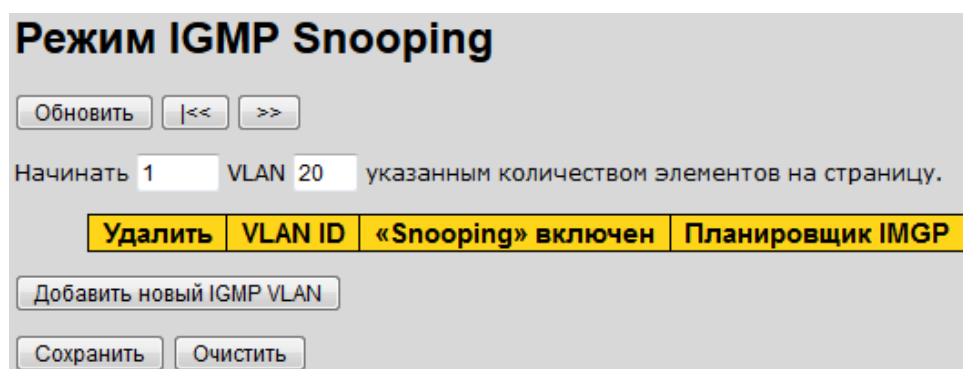 Режим IGMP Snooping
Обновить |<< >>
Начинать 1 VLAN 20 указанным количеством элементов на страницу.
Удалить VLAN ID «Snooping» включен Планировщик IMGP
Добавить новый IGMP VLAN
Сохранить Очистить